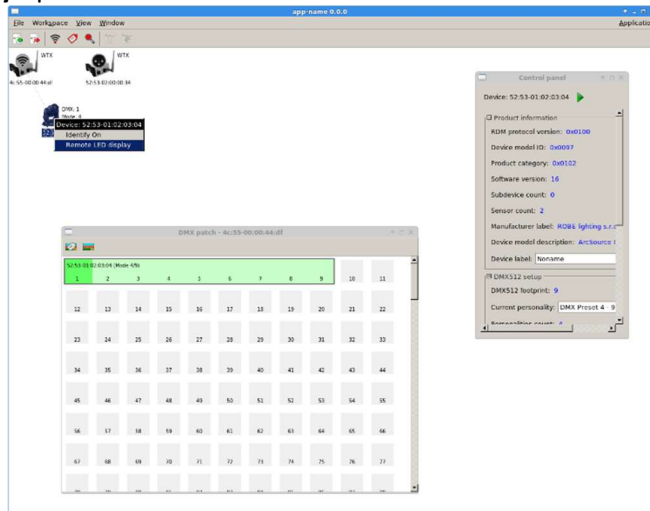 app-name 0.0.0
File Workspace View Window
WTX
WTX
4c:55-00:00:44:df
52:53-02:00:00:34
DMX: 1
Device: 52:53-01:02:03:04
Identify On
Remote LED display
Control panel
Device: 52:53-01:02:03:04
Product information
RDM protocol version: 0x0100
Device model ID: 0x0097
Product category: 0x0102
Software version: 16
Subdevice count: 0
Sensor count: 2
Manufacturer label: ROBE lighting s.r.
Device model description: ArcSource
Device label: Noname
DMX512 setup
DMX512 footprint: 9
Current personality: DMX Preset 4 - 9
DMX patch - 4c:55-00:00:44:df
52:53-01:02:03:04
1 2 3 4 5 6 7 8 9 10 11
12 13 14 15 16 17 18 19 20 21 22
23 24 25 26 27 28 29 30 31 32 33
34 35 36 37 38 39 40 41 42 43 44
45 46 47 48 49 50 51 52 53 54 55
56 57 58 59 60 61 62 63 64 65 66
67 68 69 70 71 72 73 74 75 76 77